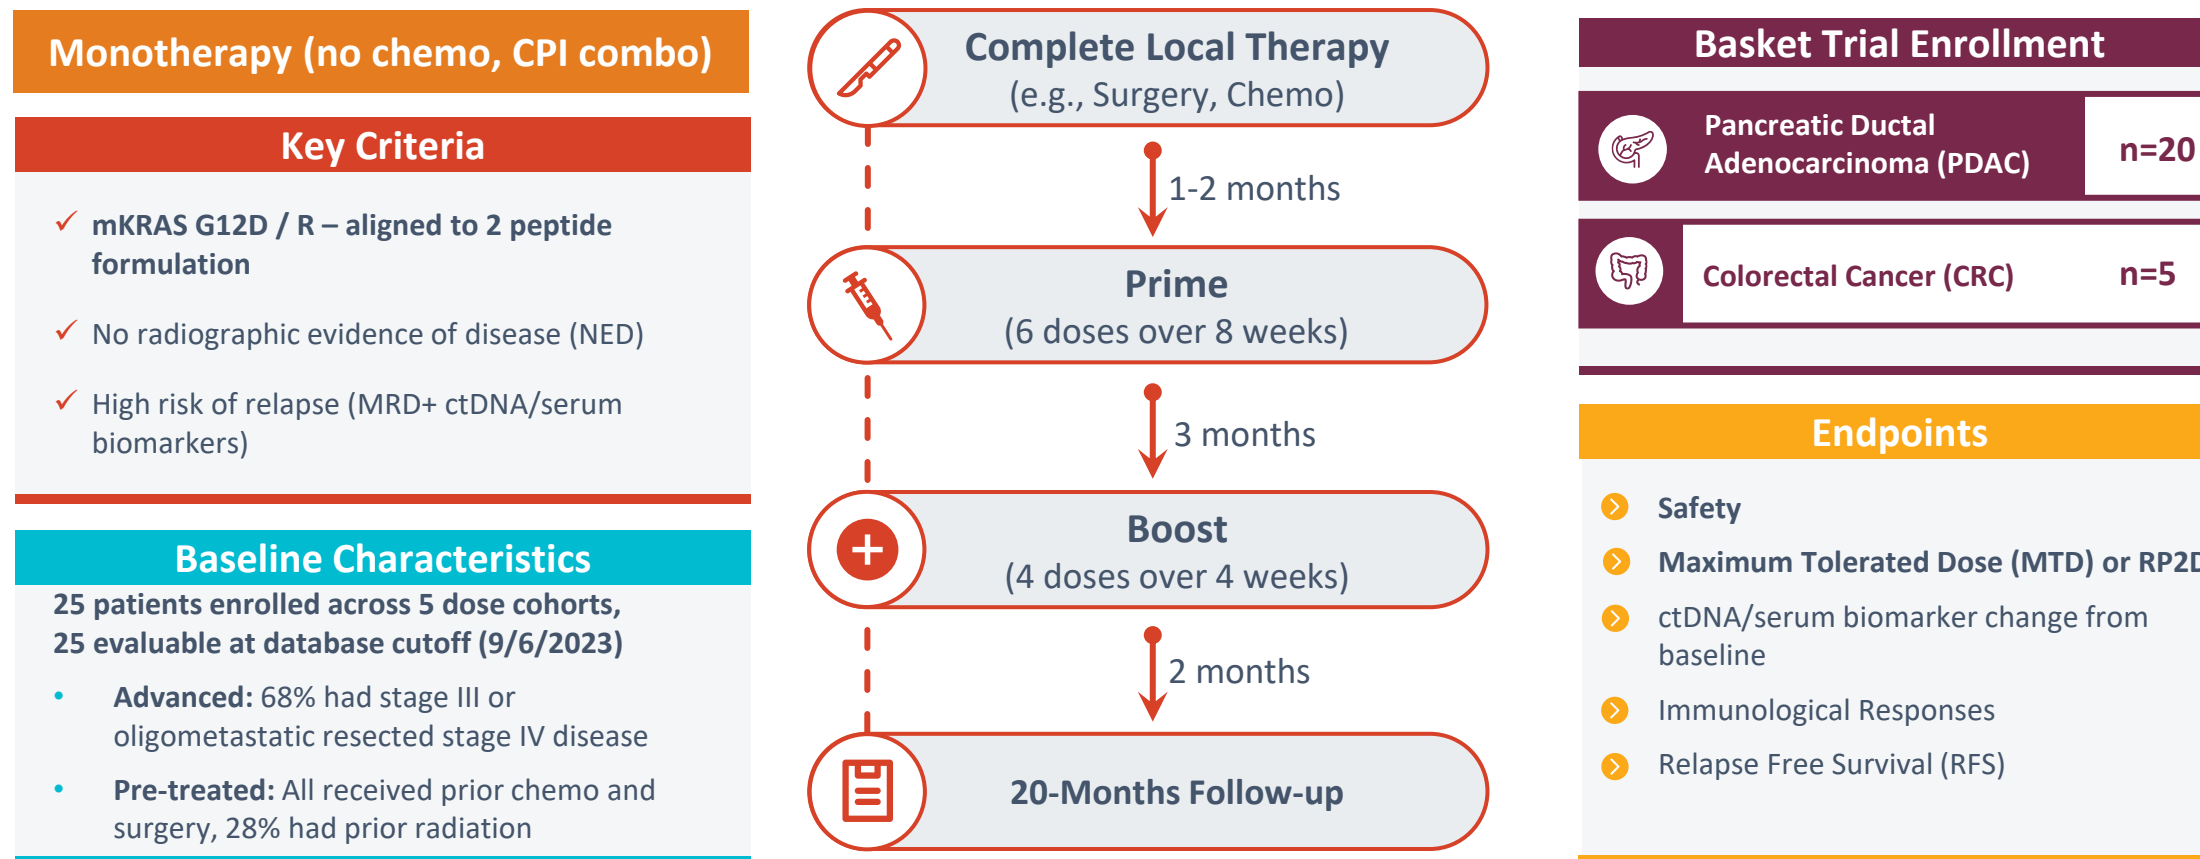 Monotherapy (no chemo, CPI combo)
Key Criteria
mKRAS G12D / R – aligned to 2 peptide
formulation
No radiographic evidence of disease (NED)
High risk of relapse (MRD+ ctDNA/serum
biomarkers)
Baseline Characteristics
25 patients enrolled across 5 dose cohorts,
25 evaluable at database cutoff (9/6/2023)
• Advanced: 68% had stage III or
oligometastatic resected stage IV disease
• Pre-treated: All received prior chemo and
surgery, 28% had prior radiation
Complete Local Therapy
(e.g., Surgery, Chemo)
1-2 months
Prime
(6 doses over 8 weeks)
3 months
Boost
(4 doses over 4 weeks)
2 months
20-Months Follow-up
Basket Trial Enrollment
Pancreatic Ductal
Adenocarcinoma (PDAC)
n=20
Colorectal Cancer (CRC) n=5
Endpoints
Safety
Maximum Tolerated Dose (MTD) or RP2D
ctDNA/serum biomarker change from
baseline
Immunological Responses
Relapse Free Survival (RFS)